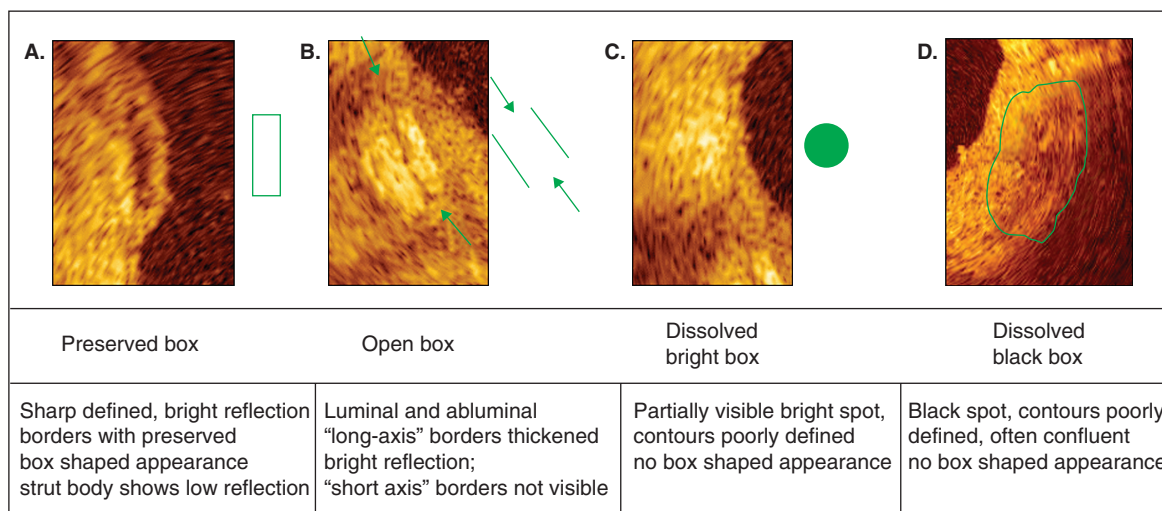 A.
B.
C.
D.
Preserved box
Open box
Dissolved
bright box
Dissolved
black box
Sharp defined, bright reflection
borders with preserved
box shaped appearance
strut body shows low reflection
Luminal and abluminal
“long-axis” borders thickened
bright reflection;
“short axis” borders not visible
Partially visible bright spot,
contours poorly defined
no box shaped appearance
Black spot, contours poorly
defined, often confluent
no box shaped appearance